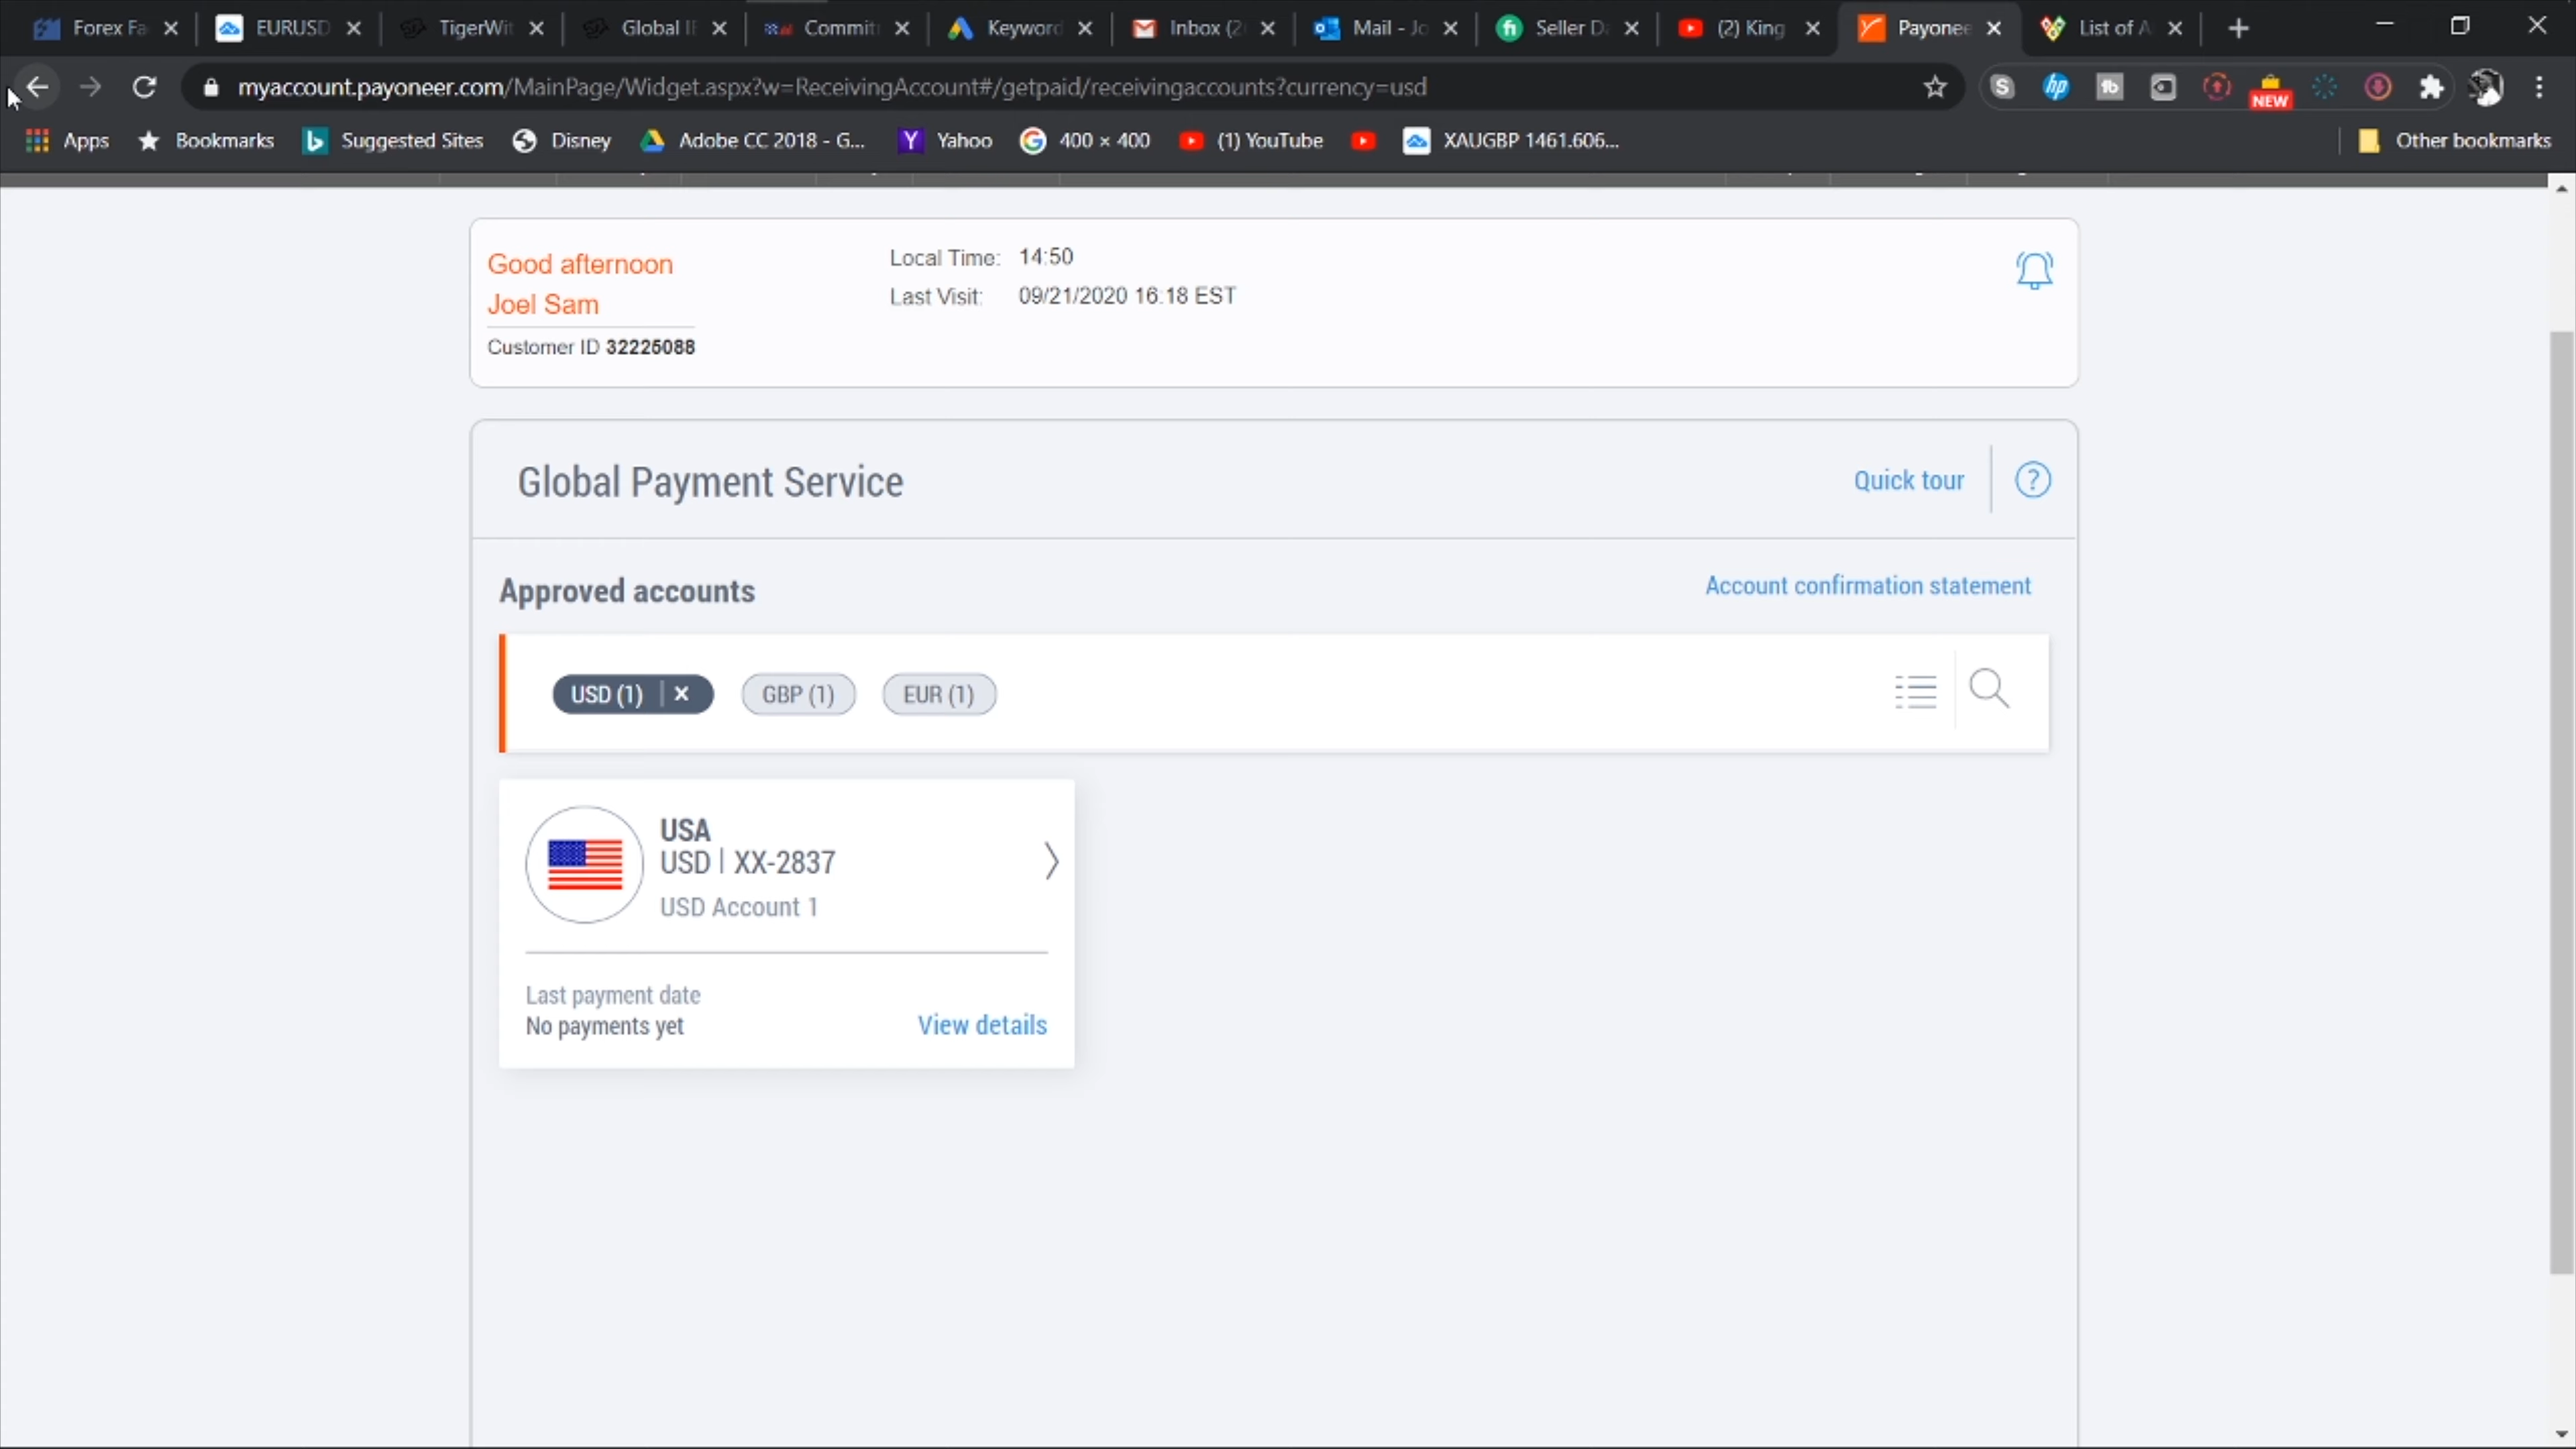 Forex Fa
EURUSD
TigerWit
Global IB
Commit
Keyword
Inbox (2
Mail - Jo
Seller Da
(2) King
Payonee
List of A
myaccount.payoneer.com/MainPage/Widget.aspx?w=ReceivingAccount#/getpaid/receivingaccounts?currency=usd
NEW
Apps
Bookmarks
Suggested Sites
Disney
Adobe CC 2018 - G...
Yahoo
400 × 400
(1) YouTube
XAUGBP 1461.606...
Other bookmarks
Good afternoon
Joel Sam
Customer ID 32225088
Local Time: 14:50
Last Visit: 09/21/2020 16.18 EST
Global Payment Service
Quick tour
?
Approved accounts
Account confirmation statement
USD (1)
GBP (1)
EUR (1)
USA
USD | XX-2837
USD Account 1
Last payment date
No payments yet
View details